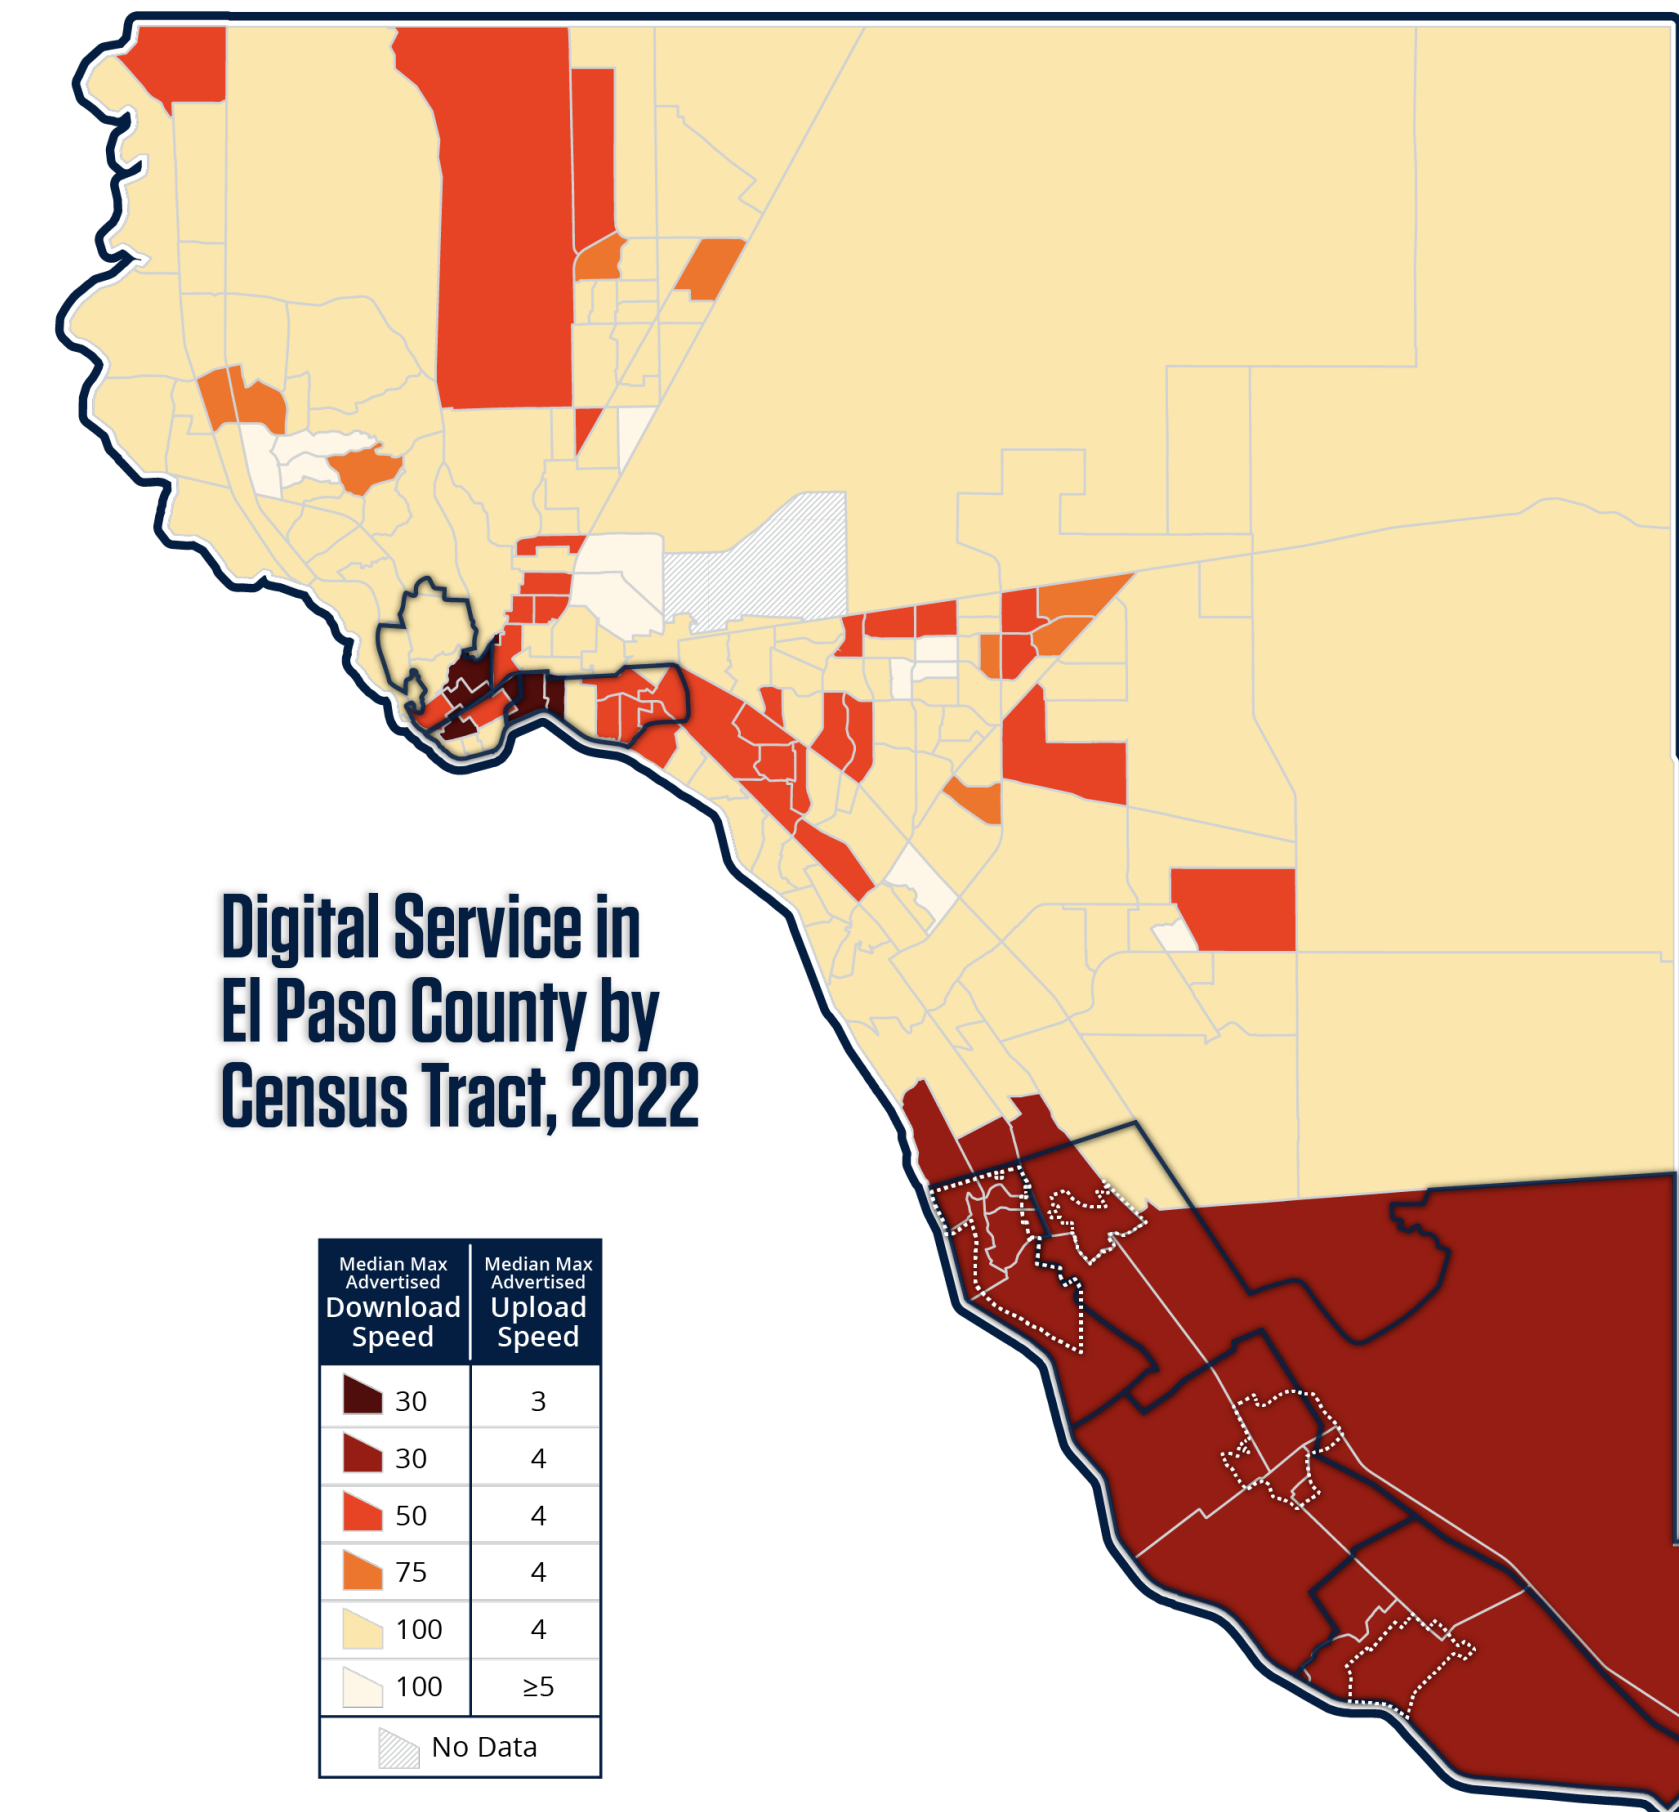 Digital Service in
El Paso County by
Census Tract, 2022
Median Max
Advertised
Download
Speed
Median Max
Advertised
Upload
Speed
30 3
30 4
50 4
75 4
100 4
100 ≥5
No Data